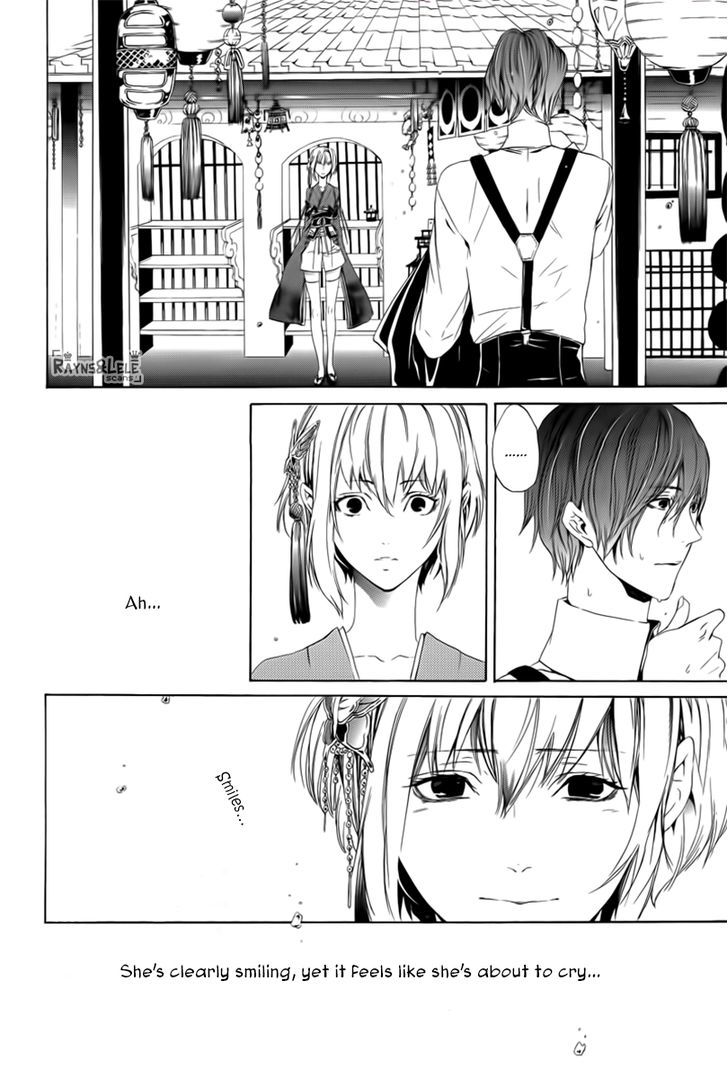 RAYNS&LELE
scans
......
Ah...
Smiles...
She's clearly smiling, yet it feels like she's about to cry...